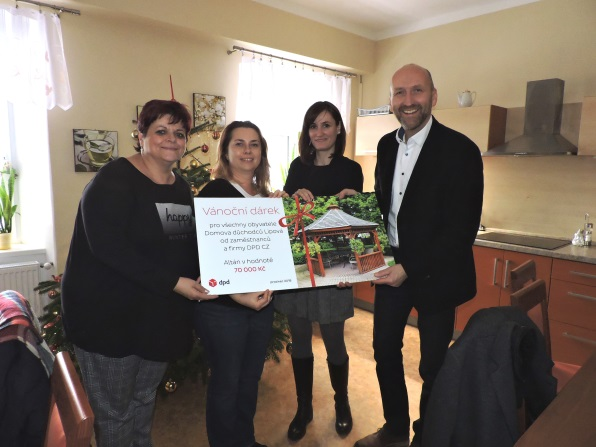 happy
Vánoční dárek
pro všechny obyvatele
Domova důchodců Lipová
od zaměstnanců
a firmy DPD CZ
Altán v hodnotě
70 000 Kč
dpd